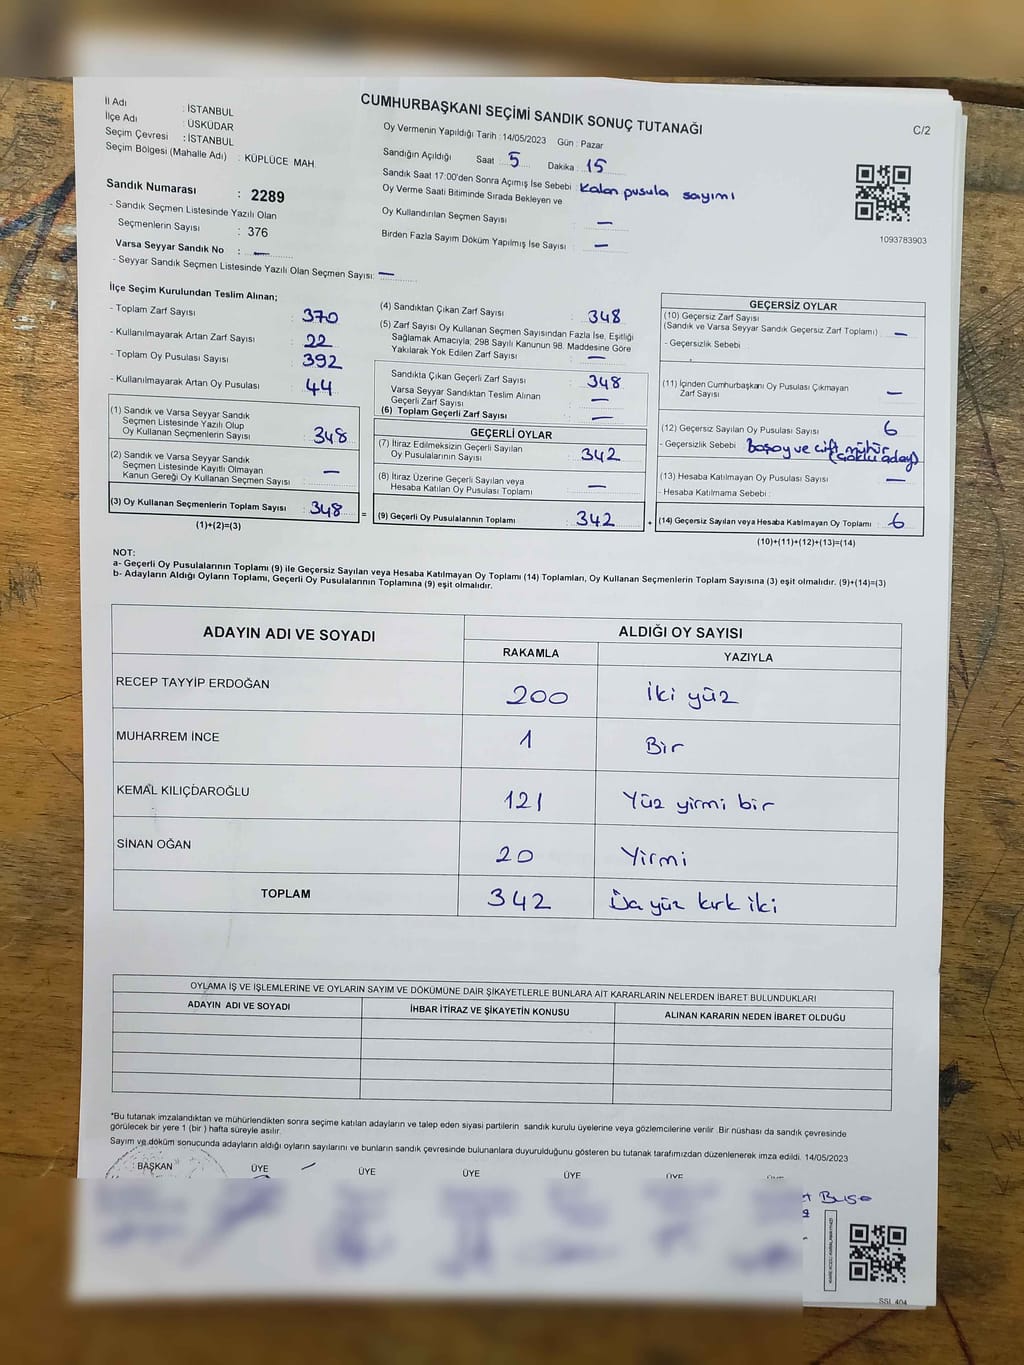 CUMHURBAŞKANI SEÇİMİ SANDIK SONUÇ TUTANAĞI
C/2
İl Adı : İSTANBUL
İlçe Adı : ÜSKÜDAR
Seçim Çevresi : İSTANBUL
Seçim Bölgesi (Mahalle Adı) : KÜPLÜCE MAH.
Sandık Numarası : 2289
- Sandık Seçmen Listesinde Yazılı Olan
Seçmenlerin Sayısı : 376
Varsa Seyyar Sandık No : —
- Seyyar Sandık Seçmen Listesinde Yazılı Olan Seçmen Sayısı: —
Oy Vermenin Yapıldığı Tarih : 14/05/2023 Gün : Pazar
Sandığın Açıldığı Saat 5 Dakika : 15
Sandık Saat 17:00'den Sonra Açımış İse Sebebi Kalan pusula sayımı
Oy Verme Saati Bitiminde Sırada Bekleyen ve
Oy Kullandırılan Seçmen Sayısı : —
Birden Fazla Sayım Döküm Yapılmış İse Sayısı : —
1093783903
İlçe Seçim Kurulundan Teslim Alınan;
- Toplam Zarf Sayısı : 370
- Kullanılmayarak Artan Zarf Sayısı : 22
- Toplam Oy Pusulası Sayısı : 392
- Kullanılmayarak Artan Oy Pusulası : 44
(1) Sandık ve Varsa Seyyar Sandık
Seçmen Listesinde Yazılı Olup
Oy Kullanan Seçmenlerin Sayısı : 348
(2) Sandık ve Varsa Seyyar Sandık
Seçmen Listesinde Kayıtlı Olmayan
Kanun Gereği Oy Kullanan Seçmen Sayısı : —
(3) Oy Kullanan Seçmenlerin Toplam Sayısı : 348
(1)+(2)=(3)
=
(4) Sandıktan Çıkan Zarf Sayısı : 348
(5) Zarf Sayısı Oy Kullanan Seçmen Sayısından Fazla İse, Eşitliği
Sağlamak Amacıyla; 298 Sayılı Kanunun 98. Maddesine Göre
Yakılarak Yok Edilen Zarf Sayısı : —
Sandıkta Çıkan Geçerli Zarf Sayısı : 348
Varsa Seyyar Sandıktan Teslim Alınan
Geçerli Zarf Sayısı : —
(6) Toplam Geçerli Zarf Sayısı : —
GEÇERLİ OYLAR
(7) İtiraz Edilmeksizin Geçerli Sayılan
Oy Pusulalarının Sayısı : 342
(8) İtiraz Üzerine Geçerli Sayılan veya
Hesaba Katılan Oy Pusulası Toplamı : —
(9) Geçerli Oy Pusulalarının Toplamı : 342
+
GEÇERSİZ OYLAR
(10) Geçersiz Zarf Sayısı
(Sandık ve Varsa Seyyar Sandık Geçersiz Zarf Toplamı) : —
- Geçersizlik Sebebi :
(11) İçinden Cumhurbaşkanı Oy Pusulası Çıkmayan
Zarf Sayısı : —
(12) Geçersiz Sayılan Oy Pusulası Sayısı : 6
- Geçersizlik Sebebi : Boş oy ve çift mühür
(Çoklu aday)
(13) Hesaba Katılmayan Oy Pusulası Sayısı : —
- Hesaba Katılmama Sebebi :
(14) Geçersiz Sayılan veya Hesaba Katılmayan Oy Toplamı : 6
(10)+(11)+(12)+(13)=(14)
NOT:
a- Geçerli Oy Pusulalarının Toplamı (9) ile Geçersiz Sayılan veya Hesaba Katılmayan Oy Toplamı (14) Toplamları, Oy Kullanan Seçmenlerin Toplam Sayısına (3) eşit olmalıdır. (9)+(14)=(3)
b- Adayların Aldığı Oyların Toplamı, Geçerli Oy Pusulalarının Toplamına (9) eşit olmalıdır.
ADAYIN ADI VE SOYADI ALDIĞI OY SAYISI
RAKAMLA YAZIYLA
RECEP TAYYİP ERDOĞAN 200 İki yüz
MUHARREM İNCE 1 Bir
KEMAL KILIÇDAROĞLU 121 Yüz yirmi bir
SİNAN OĞAN 20 Yirmi
TOPLAM 342 yüz kırk iki
OYLAMA İŞ VE İŞLEMLERİNE VE OYLARIN SAYIM VE DÖKÜMÜNE DAİR ŞİKAYETLERLE BUNLARA AİT KARARLARIN NELERDEN İBARET BULUNDUKLARI
ADAYIN ADI VE SOYADI İHBAR İTİRAZ VE ŞİKAYETİN KONUSU ALINAN KARARIN NEDEN İBARET OLDUĞU
*Bu tutanak imzalandıktan ve mühürlendikten sonra seçime katılan adayların ve talep eden siyasi partilerin sandık kurulu üyelerine veya gözlemcilerine verilir. Bir nüshası da sandık çevresinde
görülecek bir yere 1 (bir ) hafta süreyle asılır.
Sayım ve döküm sonucunda adayların aldığı oyların sayılarını ve bunların sandık çevresinde bulunanlara duyurulduğunu gösteren bu tutanak tarafımızdan düzenlenerek imza edildi. 14/05/2023
BAŞKAN ÜYE ÜYE ÜYE ÜYE ÜYE
Buse
SSL 404